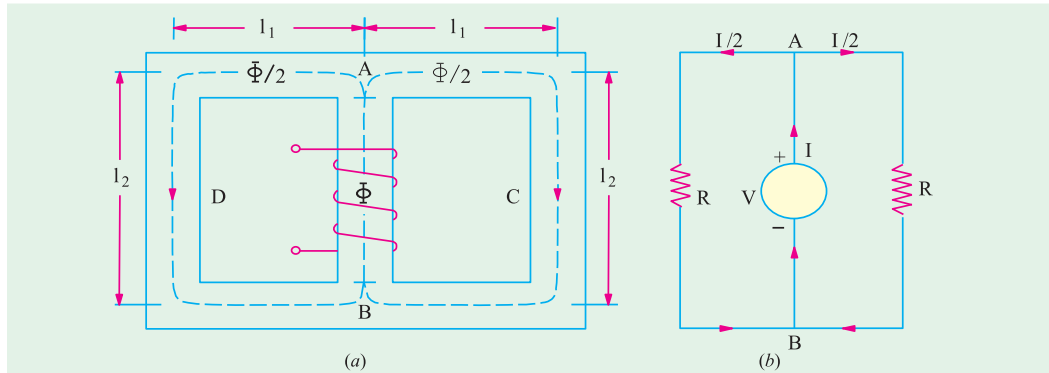 l₁ l₁
A
Φ/2 Φ/2
l₂ D Φ C l₂
B
(a)
I/2 A I/2
+ I
R V R
−
B
(b)